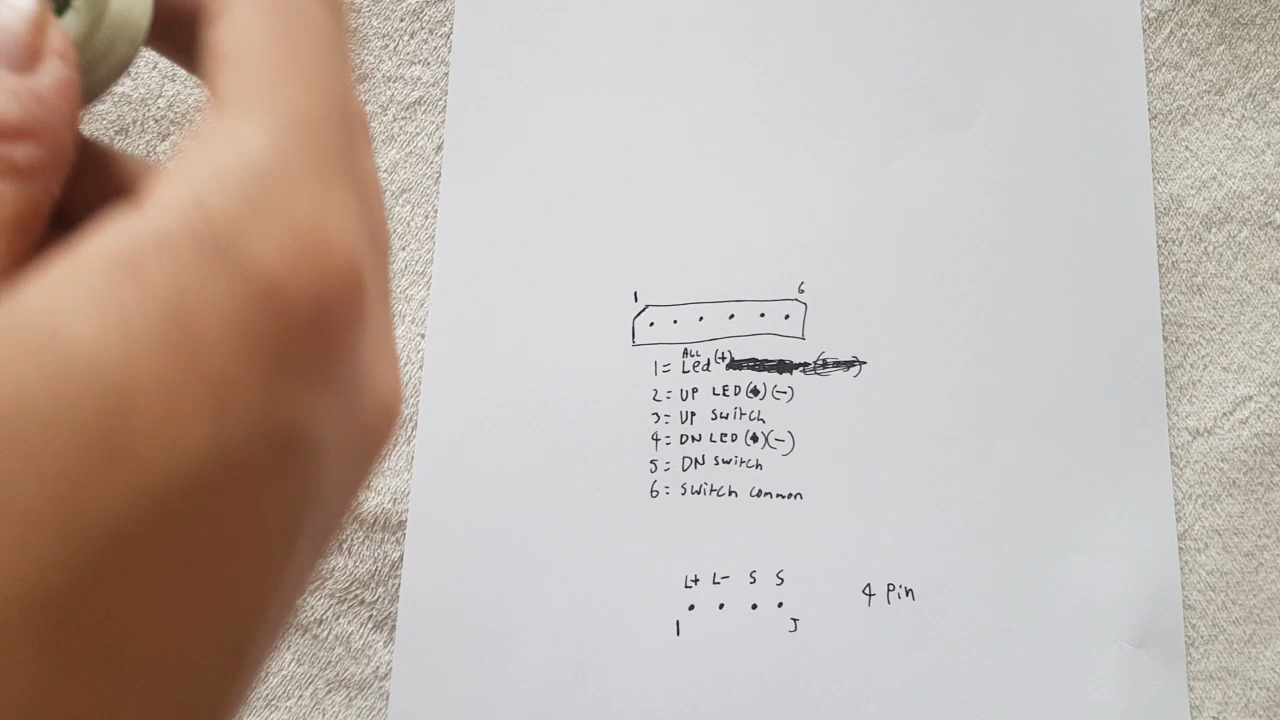 1 6
1 = ALL Led (+)
2 = UP LED (-)
3 = UP Switch
4 = DN LED (-)
5 = DN switch
6 = switch common
L+ L- S S
4 Pin
1 J